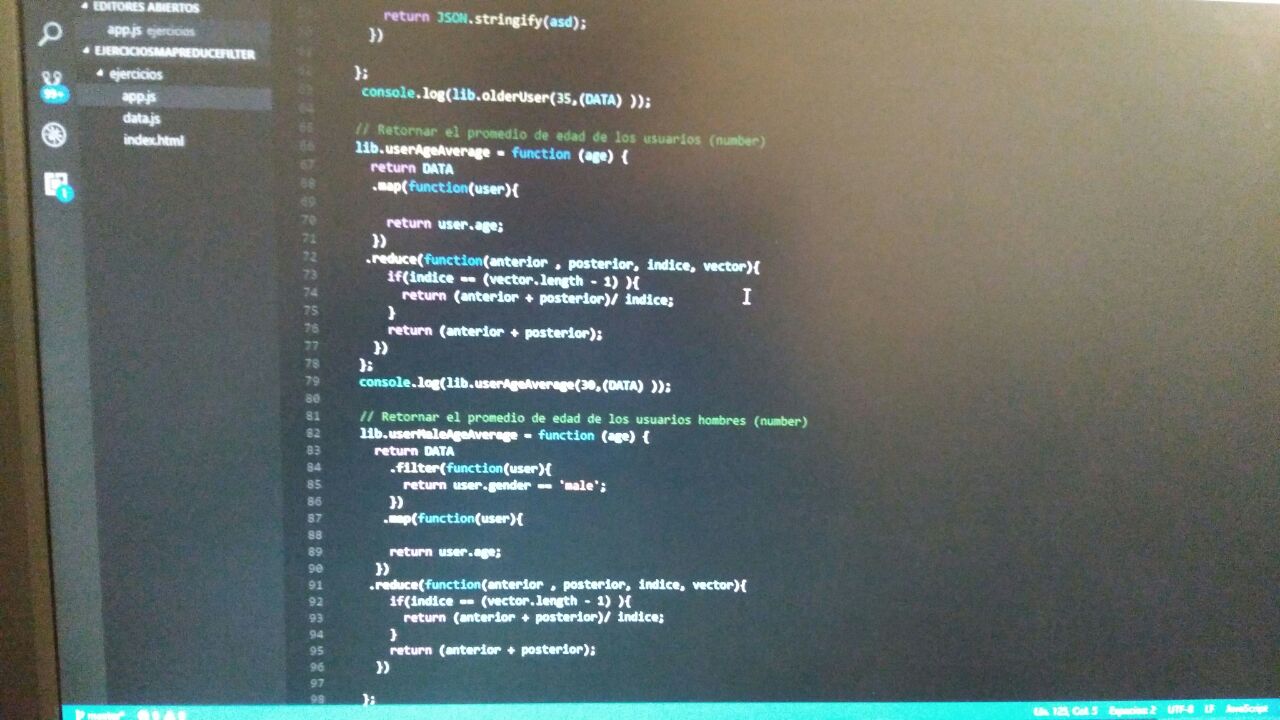 EDITORES ABIERTOS
app.js ejercicios
EJERCICIOSMAPREDUCEFILTER
ejercicios
app.js
data.js
index.html
99+
1
return JSON.stringify(asd);
})
};
console.log(lib.olderUser(35,(DATA) ));
65 // Retornar el promedio de edad de los usuarios (number)
66 lib.userAgeAverage = function (age) {
67 return DATA
68 .map(function(user){
69
70 return user.age;
71 })
72 .reduce(function(anterior , posterior, indice, vector){
73 if(indice == (vector.length - 1) ){
74 return (anterior + posterior)/ indice;
75 }
76 return (anterior + posterior);
77 })
78 };
79 console.log(lib.userAgeAverage(30,(DATA) ));
80
81 // Retornar el promedio de edad de los usuarios hombres (number)
82 lib.userMaleAgeAverage = function (age) {
83 return DATA
84 .filter(function(user){
85 return user.gender == 'male';
86 })
87 .map(function(user){
88
89 return user.age;
90 })
91 .reduce(function(anterior , posterior, indice, vector){
92 if(indice == (vector.length - 1) ){
93 return (anterior + posterior)/ indice;
94 }
95 return (anterior + posterior);
96 })
97
98 };
master* Lín. 123, Col. 5 Espacios: 2 UTF-8 LF JavaScript